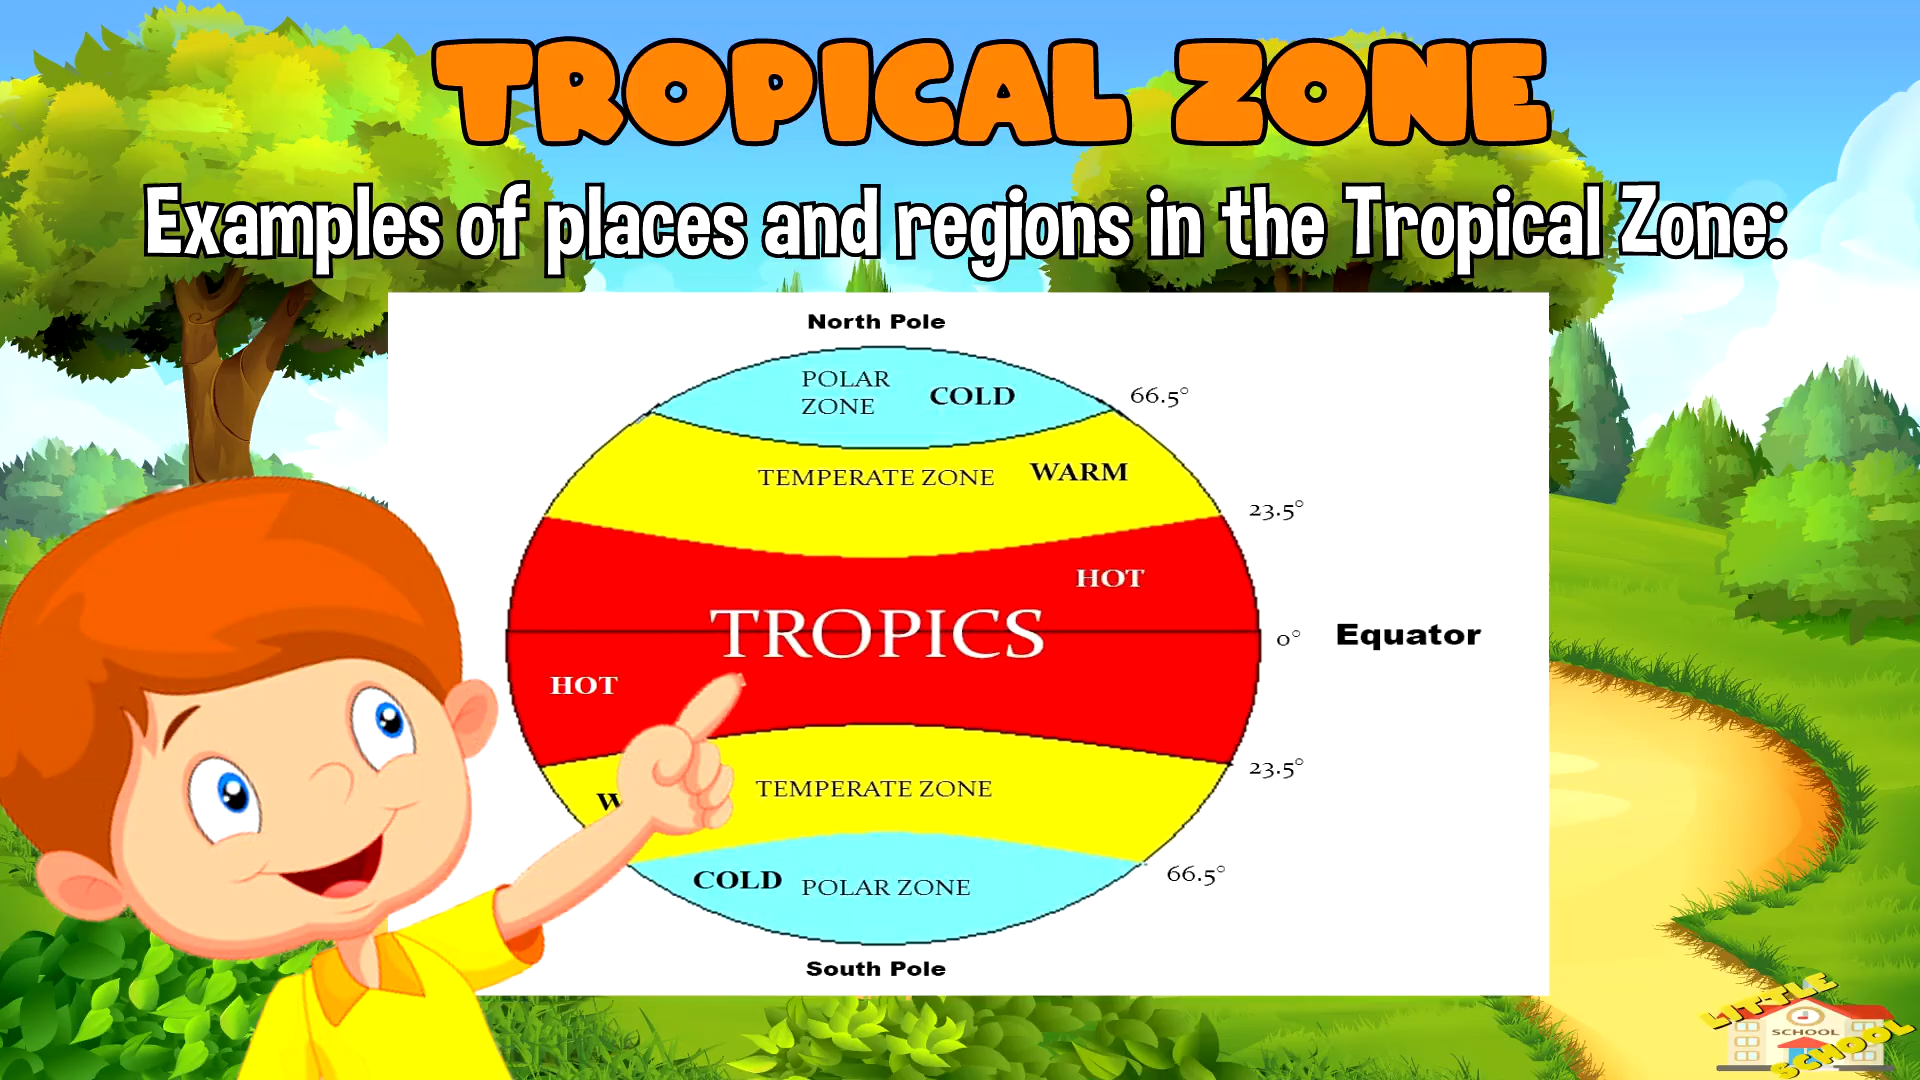 TROPICAL ZONE
Examples of places and regions in the Tropical Zone:
North Pole
POLAR
ZONE
COLD
66.5°
TEMPERATE ZONE
WARM
23.5°
HOT
TROPICS
0°
Equator
HOT
23.5°
TEMPERATE ZONE
COLD
POLAR ZONE
66.5°
South Pole
LITTLE
SCHOOL
SCHOOL